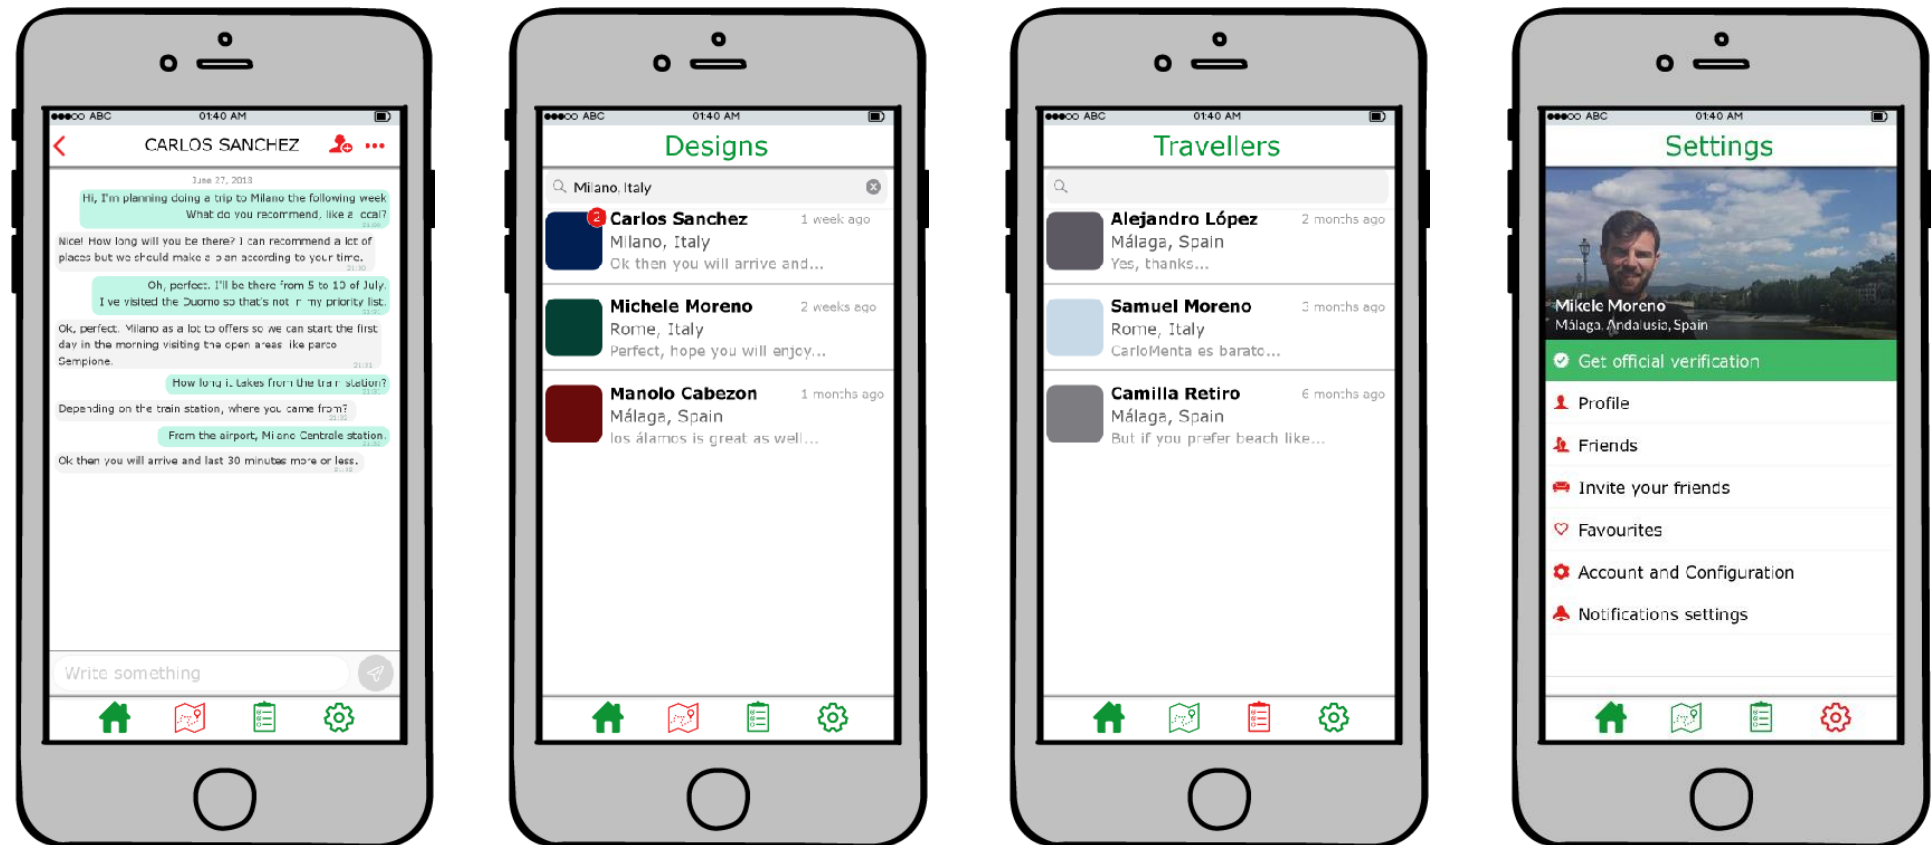 ABC 01:40 AM
CARLOS SANCHEZ
June 27, 2018
Hi, I'm planning doing a trip to Milano the following week
What do you recommend, like a local?
Nice! How long will you be there? I can recommend a lot of
places but we should make a plan according to your time.
21:30
Oh, perfect. I'll be there from 5 to 10 of July.
I've visited the Duomo so that's not in my priority list.
21:31
Ok, perfect. Milano as a lot to offers so we can start the first
day in the morning visiting the open areas like parco
Sempione.
21:31
How long it takes from the train station?
Depending on the train station, where you came from?
21:32
From the airport, Milano Centrale station.
Ok then you will arrive and last 30 minutes more or less.
Write something
ABC 01:40 AM
Designs
Milano, Italy
2
Carlos Sanchez 1 week ago
Milano, Italy
Ok then you will arrive and...
Michele Moreno 2 weeks ago
Rome, Italy
Perfect, hope you will enjoy...
Manolo Cabezon 1 months ago
Málaga, Spain
los álamos is great as well...
ABC 01:40 AM
Travellers
Alejandro López 2 months ago
Málaga, Spain
Yes, thanks...
Samuel Moreno 3 months ago
Rome, Italy
CarloMenta es barato...
Camilla Retiro 6 months ago
Málaga, Spain
But if you prefer beach like...
ABC 01:40 AM
Settings
Mikele Moreno
Málaga, Andalusia, Spain
Get official verification
Profile
Friends
Invite your friends
Favourites
Account and Configuration
Notifications settings